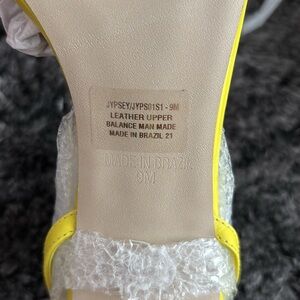 JYPSEY/JYPS01S1 - 9M
LEATHER UPPER
BALANCE MAN MADE
MADE IN BRAZIL 21
MADE IN BRAZIL
9M